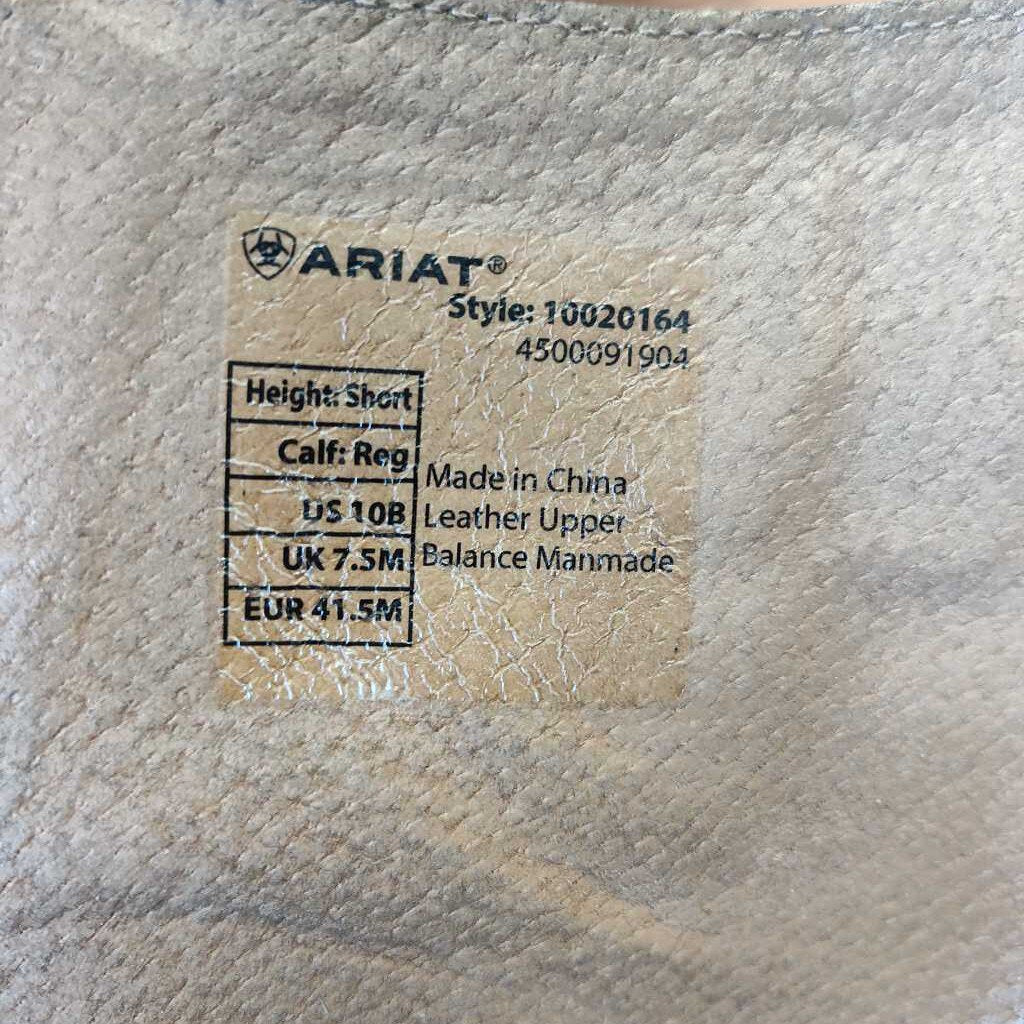 ARIAT®
Style: 10020164
4500091904
Height: Short
Calf: Reg
US 10B
UK 7.5M
EUR 41.5M
Made in China
Leather Upper
Balance Manmade